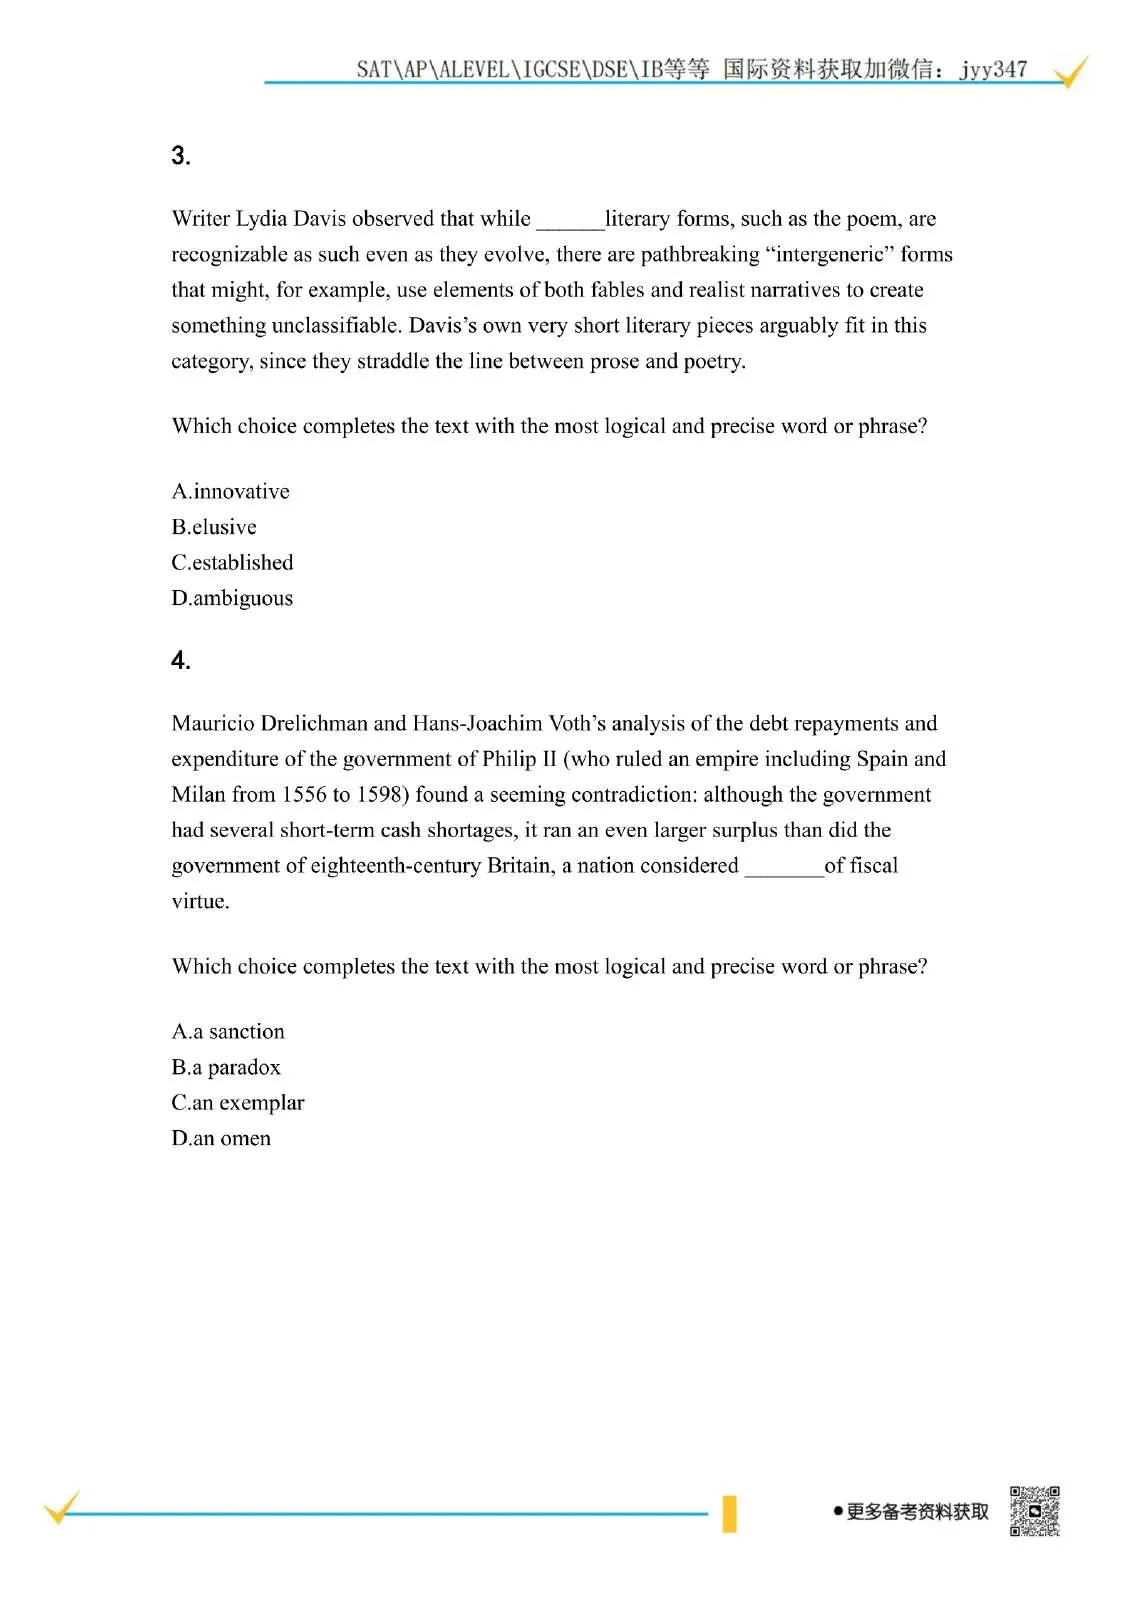 SAT\AP\ALEVEL\IGCSE\DSE\IB等等 国际资料获取加微信：jyy347
3.
Writer Lydia Davis observed that while ______literary forms, such as the poem, are
recognizable as such even as they evolve, there are pathbreaking “intergeneric” forms
that might, for example, use elements of both fables and realist narratives to create
something unclassifiable. Davis’s own very short literary pieces arguably fit in this
category, since they straddle the line between prose and poetry.
Which choice completes the text with the most logical and precise word or phrase?
A.innovative
B.elusive
C.established
D.ambiguous
4.
Mauricio Drelichman and Hans-Joachim Voth’s analysis of the debt repayments and
expenditure of the government of Philip II (who ruled an empire including Spain and
Milan from 1556 to 1598) found a seeming contradiction: although the government
had several short-term cash shortages, it ran an even larger surplus than did the
government of eighteenth-century Britain, a nation considered _______of fiscal
virtue.
Which choice completes the text with the most logical and precise word or phrase?
A.a sanction
B.a paradox
C.an exemplar
D.an omen
●更多备考资料获取